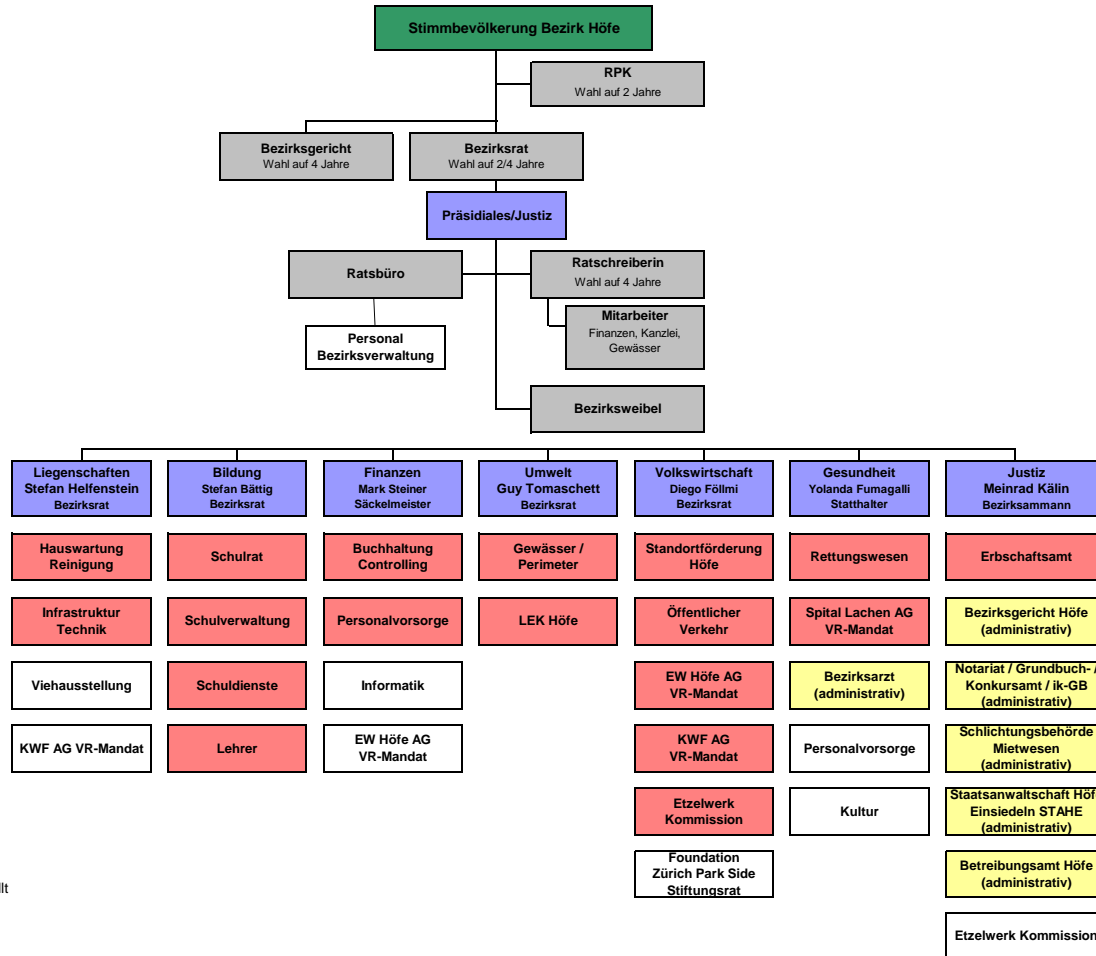 Stimmbevölkerung Bezirk Höfe
RPK
Wahl auf 2 Jahre
Bezirksgericht
Wahl auf 4 Jahre
Bezirksrat
Wahl auf 2/4 Jahre
Präsidiales/Justiz
Ratsbüro
Ratschreiberin
Wahl auf 4 Jahre
Personal
Bezirksverwaltung
Mitarbeiter
Finanzen, Kanzlei,
Gewässer
Bezirksweibel
Liegenschaften
Stefan Helfenstein
Bezirksrat
Hauswartung
Reinigung
Infrastruktur
Technik
Viehausstellung
KWF AG VR-Mandat
Bildung
Stefan Bättig
Bezirksrat
Schulrat
Schulverwaltung
Schuldienste
Lehrer
Finanzen
Mark Steiner
Säckelmeister
Buchhaltung
Controlling
Personalvorsorge
Informatik
EW Höfe AG
VR-Mandat
Umwelt
Guy Tomaschett
Bezirksrat
Gewässer /
Perimeter
LEK Höfe
Volkswirtschaft
Diego Föllmi
Bezirksrat
Standortförderung
Höfe
Öffentlicher
Verkehr
EW Höfe AG
VR-Mandat
KWF AG
VR-Mandat
Etzelwerk
Kommission
Foundation
Zürich Park Side
Stiftungsrat
Gesundheit
Yolanda Fumagalli
Statthalter
Rettungswesen
Spital Lachen AG
VR-Mandat
Bezirksarzt
(administrativ)
Personalvorsorge
Kultur
Justiz
Meinrad Kälin
Bezirksammann
Erbschaftsamt
Bezirksgericht Höfe
(administrativ)
Notariat / Grundbuch- /
Konkursamt / ik-GB
(administrativ)
Schlichtungsbehörde
Mietwesen
(administrativ)
Staatsanwaltschaft Höfe
Einsiedeln STAHE
(administrativ)
Betreibungsamt Höfe
(administrativ)
Etzelwerk Kommission